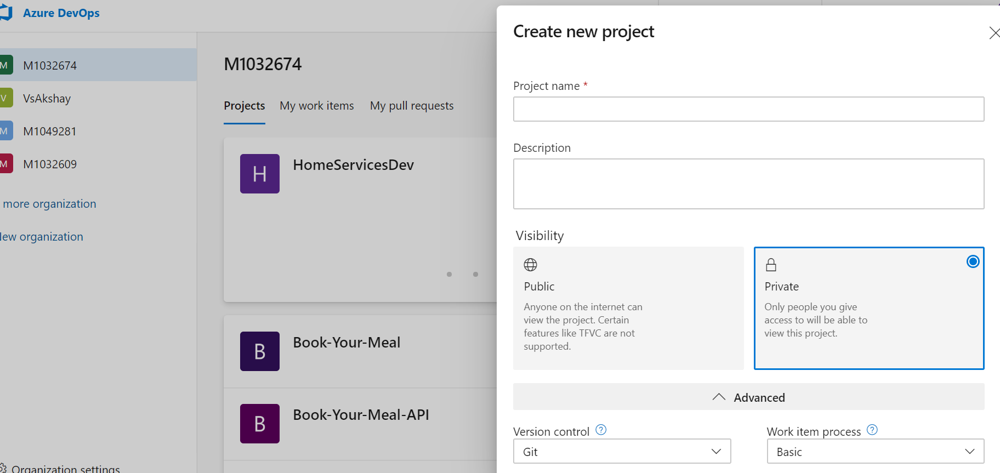 Azure DevOps
M M1032674
V VsAkshay
M M1049281
M M1032609
more organization
ew organization
Organization settings
M1032674
Projects My work items My pull requests
H HomeServicesDev
B Book-Your-Meal
B Book-Your-Meal-API
Create new project
Project name *
Description
Visibility
Public
Anyone on the internet can
view the project. Certain
features like TFVC are not
supported.
Private
Only people you give
access to will be able to
view this project.
Advanced
Version control ?
Git
Work item process ?
Basic